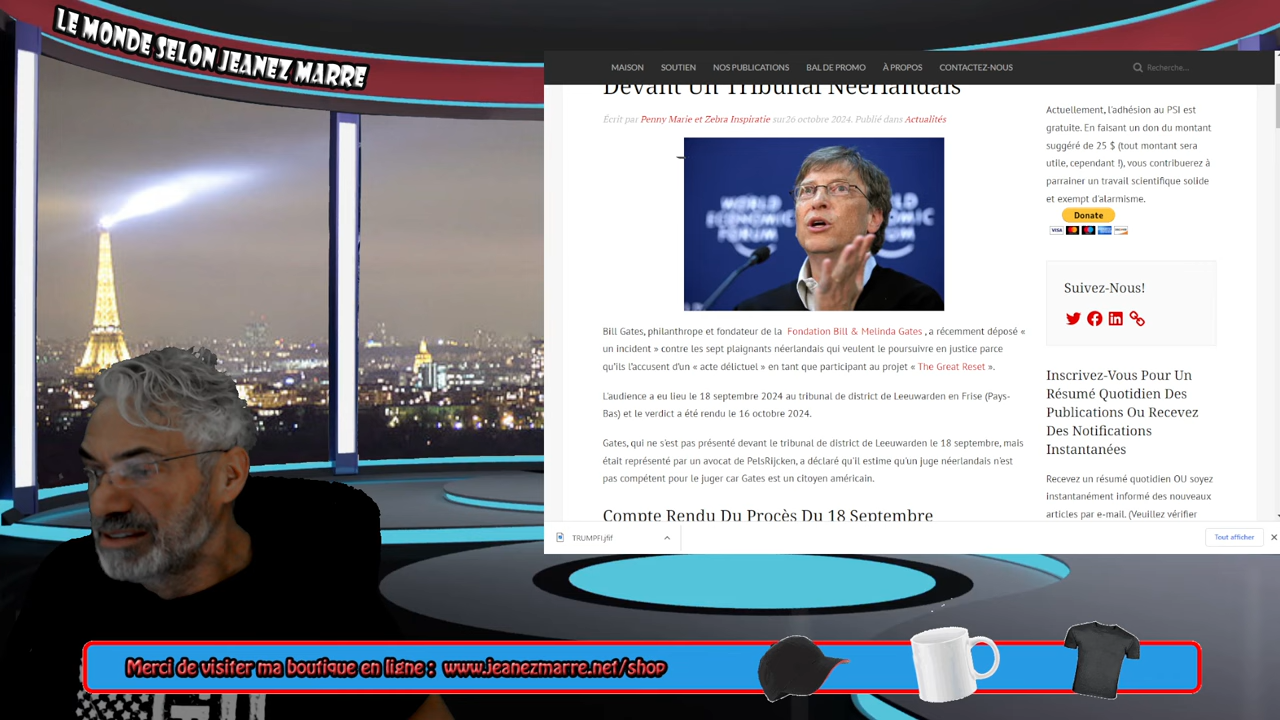 LE MONDE SELON JEANEZ MARRE
MAISON SOUTIEN NOS PUBLICATIONS BAL DE PROMO À PROPOS CONTACTEZ-NOUS Recherche...
Devant Un Tribunal Néerlandais
Écrit par Penny Marie et Zebra Inspiratie sur26 octobre 2024. Publié dans Actualités
WORLD ECONOMIC FORUM
Bill Gates, philanthrope et fondateur de la Fondation Bill & Melinda Gates , a récemment déposé «
un incident » contre les sept plaignants néerlandais qui veulent le poursuivre en justice parce
qu'ils l'accusent d'un « acte délictuel » en tant que participant au projet « The Great Reset ».
L'audience a eu lieu le 18 septembre 2024 au tribunal de district de Leeuwarden en Frise (Pays-
Bas) et le verdict a été rendu le 16 octobre 2024.
Gates, qui ne s'est pas présenté devant le tribunal de district de Leeuwarden le 18 septembre, mais
était représenté par un avocat de PelsRijcken, a déclaré qu'il estime qu'un juge néerlandais n'est
pas compétent pour le juger car Gates est un citoyen américain.
Compte Rendu Du Procès Du 18 Septembre
Actuellement, l'adhésion au PSI est
gratuite. En faisant un don du montant
suggéré de 25 $ (tout montant sera
utile, cependant !), vous contribuerez à
parrainer un travail scientifique solide
et exempt d'alarmisme.
Donate
VISA
Suivez-Nous!
Inscrivez-Vous Pour Un
Résumé Quotidien Des
Publications Ou Recevez
Des Notifications
Instantanées
Recevez un résumé quotidien OU soyez
instantanément informé des nouveaux
articles par e-mail. (Veuillez vérifier
TRUMPFI.jfif
Tout afficher
Merci de visiter ma boutique en ligne : www.jeanezmarre.net/shop